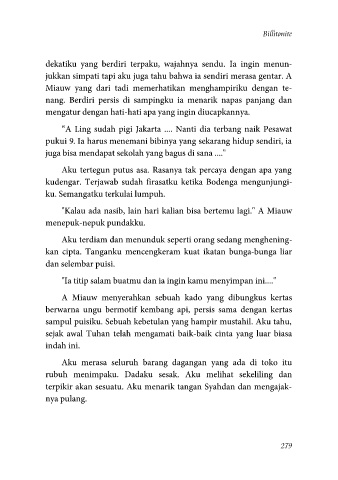 Billitonite
dekatiku yang berdiri terpaku, wajahnya sendu. Ia ingin menun-
jukkan simpati tapi aku juga tahu bahwa ia sendiri merasa gentar. A
Miauw yang dari tadi memerhatikan menghampiriku dengan te-
nang. Berdiri persis di sampingku ia menarik napas panjang dan
mengatur dengan hati-hati apa yang ingin diucapkannya.
"A Ling sudah pigi Jakarta .... Nanti dia terbang naik Pesawat
pukui 9. Ia harus menemani bibinya yang sekarang hidup sendiri, ia
juga bisa mendapat sekolah yang bagus di sana ...."
Aku tertegun putus asa. Rasanya tak percaya dengan apa yang
kudengar. Terjawab sudah firasatku ketika Bodenga mengunjungi-
ku. Semangatku terkulai lumpuh.
"Kalau ada nasib, lain hari kalian bisa bertemu lagi." A Miauw
menepuk-nepuk pundakku.
Aku terdiam dan menunduk seperti orang sedang menghening-
kan cipta. Tanganku mencengkeram kuat ikatan bunga-bunga liar
dan selembar puisi.
"Ia titip salam buatmu dan ia ingin kamu menyimpan ini...."
A Miauw menyerahkan sebuah kado yang dibungkus kertas
berwarna ungu bermotif kembang api, persis sama dengan kertas
sampul puisiku. Sebuah kebetulan yang hampir mustahil. Aku tahu,
sejak awal Tuhan telah mengamati baik-baik cinta yang luar biasa
indah ini.
Aku merasa seluruh barang dagangan yang ada di toko itu
rubuh menimpaku. Dadaku sesak. Aku melihat sekeliling dan
terpikir akan sesuatu. Aku menarik tangan Syahdan dan mengajak-
nya pulang.
279